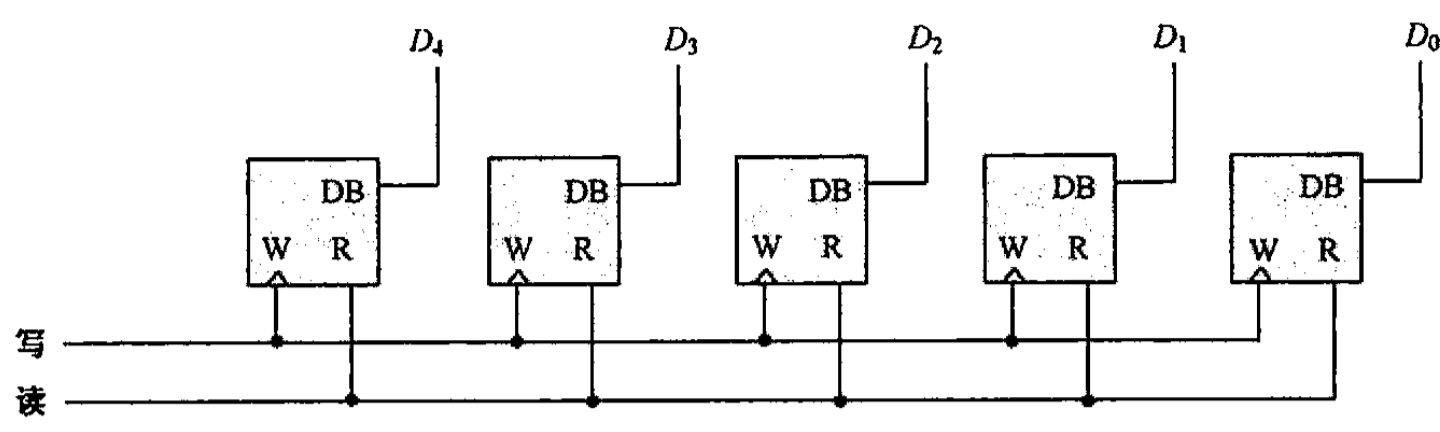 D₄ D₃ D₂ D₁ D₀
DB DB DB DB DB
W R W R W R W R W R
写
读